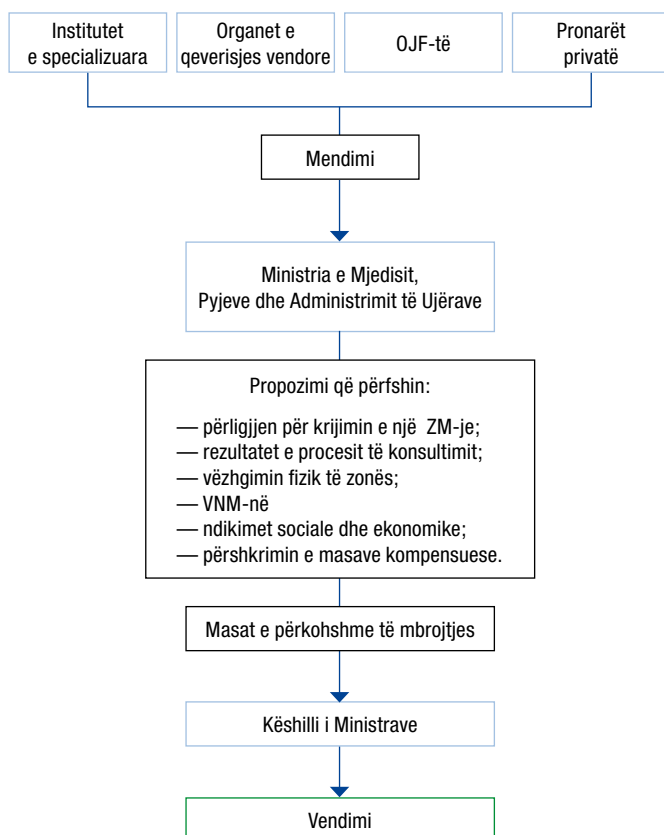 Institutet
e specializuara
Organet e
qeverisjes vendore
OJF-të
Pronarët
privatë
Mendimi
Ministria e Mjedisit,
Pyjeve dhe Administrimit të Ujërave
Propozimi që përfshin:
— përligjjen për krijimin e një ZM-je;
— rezultatet e procesit të konsultimit;
— vëzhgimin fizik të zonës;
— VNM-në
— ndikimet sociale dhe ekonomike;
— përshkrimin e masave kompensuese.
Masat e përkohshme të mbrojtjes
Këshilli i Ministrave
Vendimi